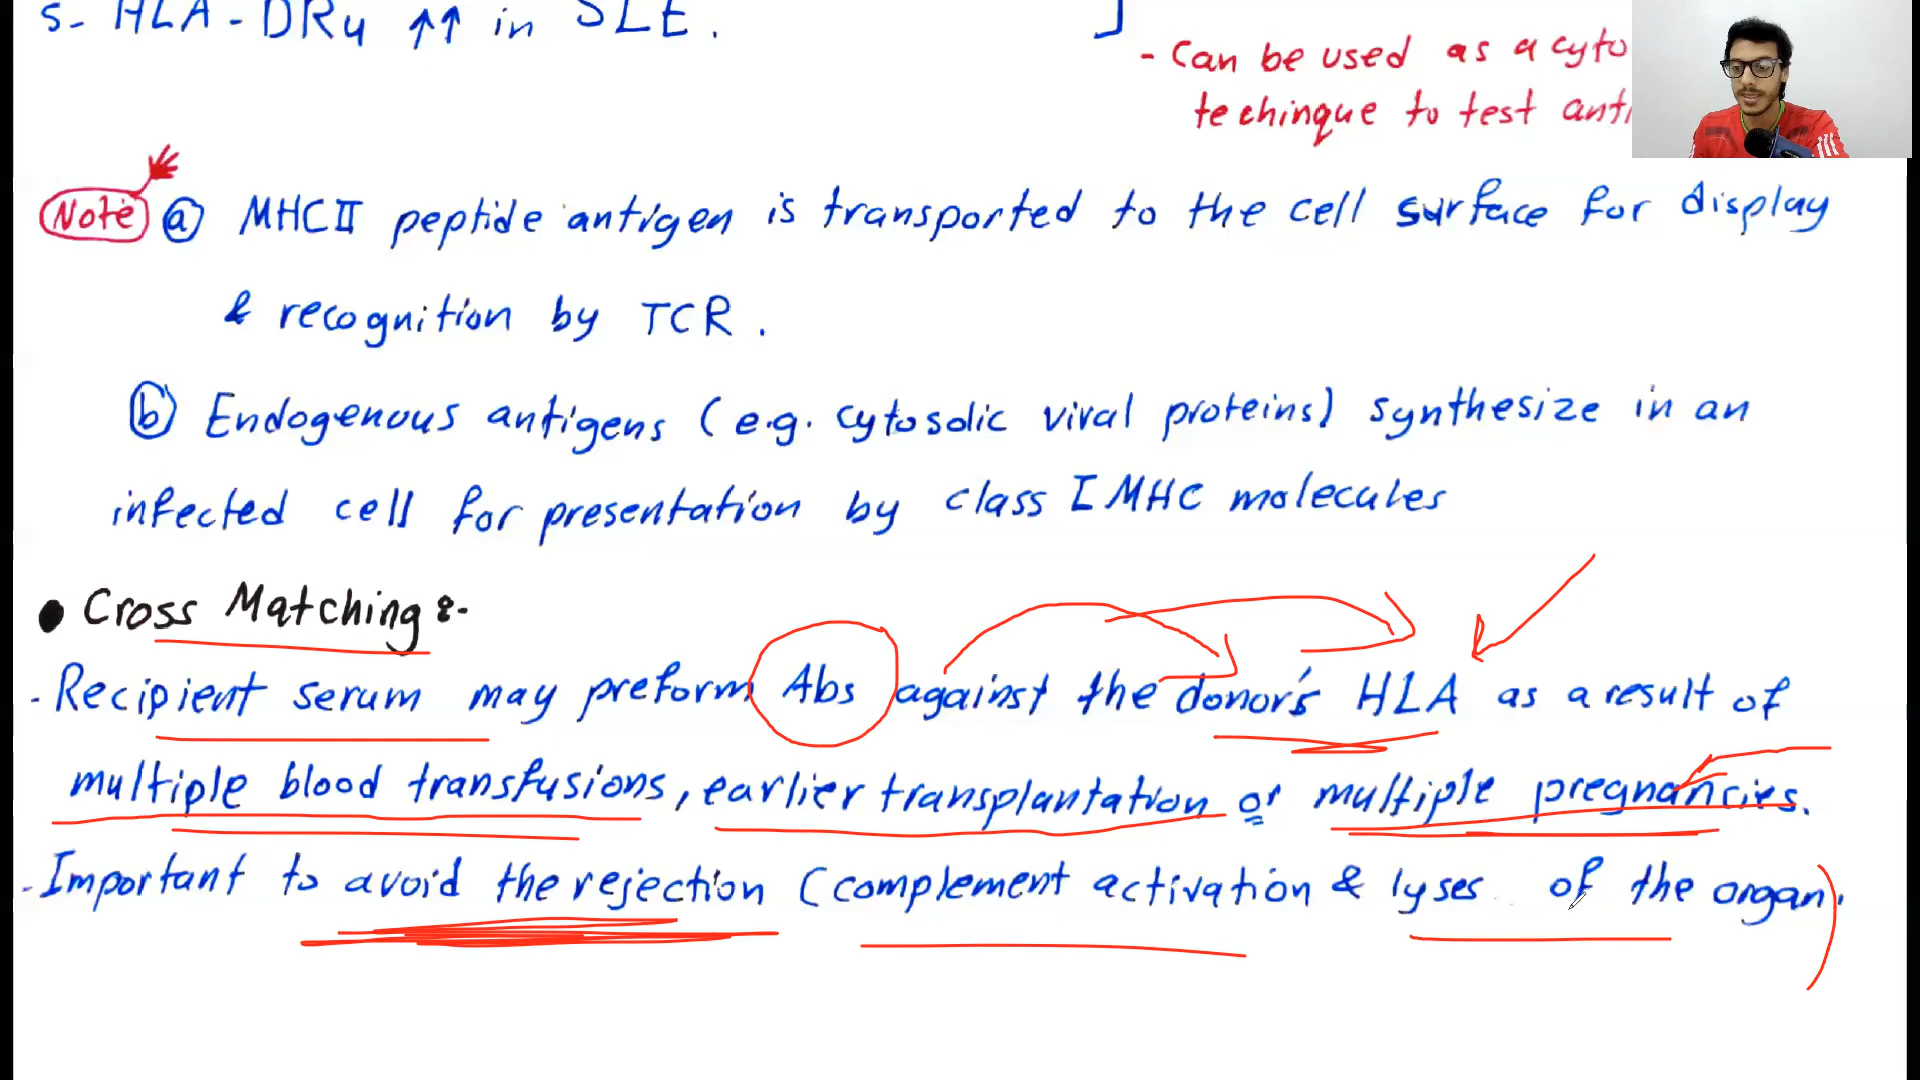 5- HLA-DR4 ↑↑ in SLE.
- Can be used as a cyto
techinque to test anti
Note ⓐ MHCII peptide antigen is transported to the cell surface for display
& recognition by TCR.
ⓑ Endogenous antigens (e.g. cytosolic viral proteins) synthesize in an
infected cell for presentation by class I MHC molecules
● Cross Matching:-
- Recipient serum may preform Abs against the donor's HLA as a result of
multiple blood transfusions, earlier transplantation or multiple pregnancies.
- Important to avoid the rejection (complement activation & lyses of the organ).